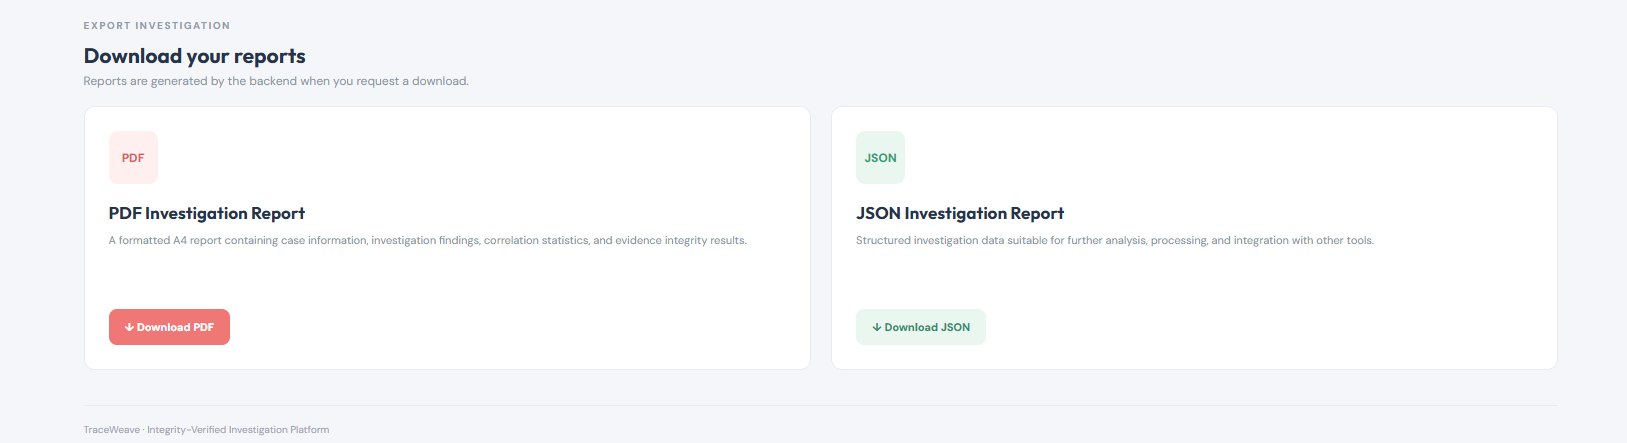 EXPORT INVESTIGATION
Download your reports
Reports are generated by the backend when you request a download.
PDF
PDF Investigation Report
A formatted A4 report containing case information, investigation findings, correlation statistics, and evidence integrity results.
↓ Download PDF
JSON
JSON Investigation Report
Structured investigation data suitable for further analysis, processing, and integration with other tools.
↓ Download JSON
TraceWeave · Integrity-Verified Investigation Platform